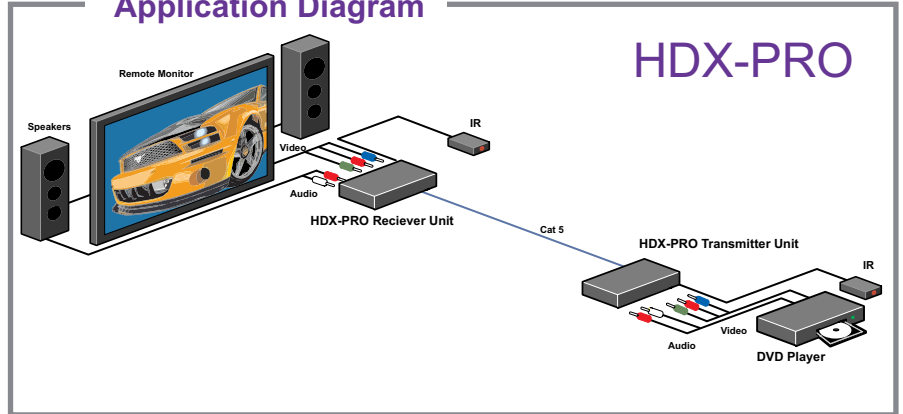 Application Diagram
HDX-PRO
Remote Monitor
Speakers
IR
Video
Audio
HDX-PRO Reciever Unit
Cat 5
HDX-PRO Transmitter Unit
IR
Video
Audio
DVD Player